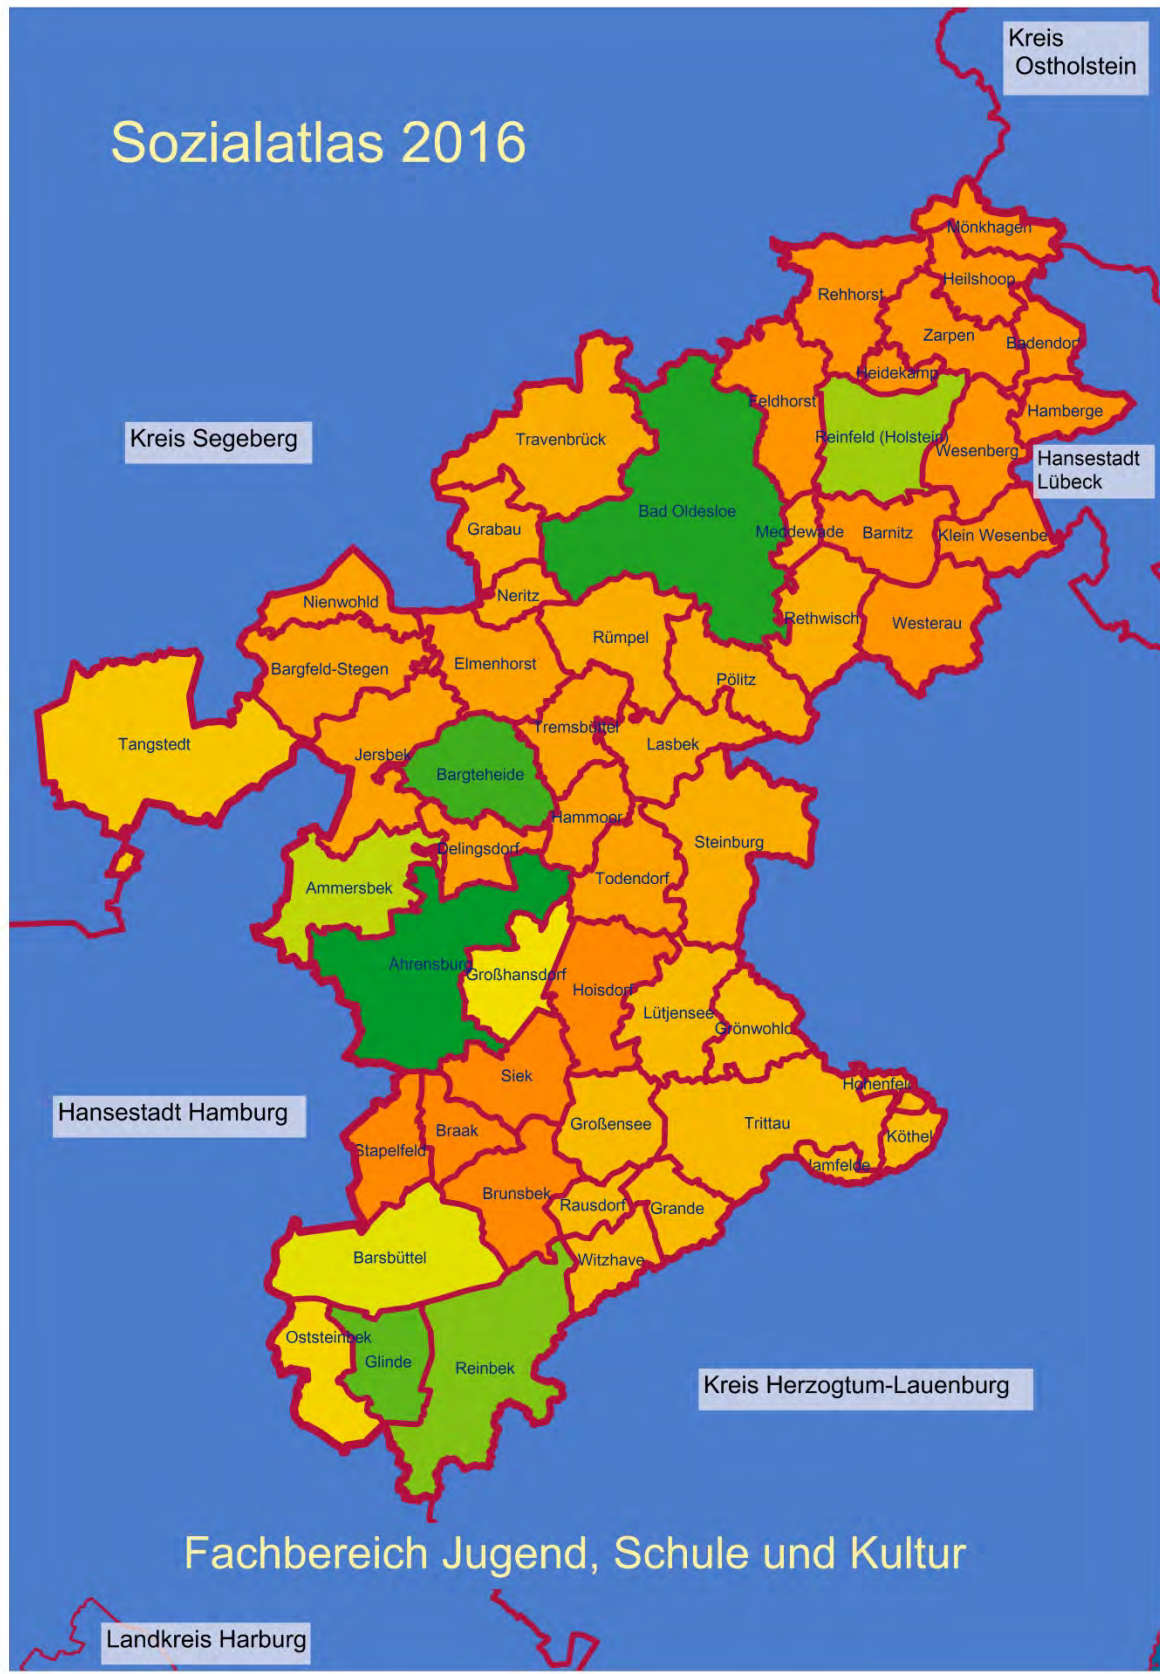 Kreis
Ostholstein
Sozialatlas 2016
Mönkhagen
Heilshoop
Rehhorst
Zarpen
Badendorf
Heidekamp
Feldhorst
Hamberge
Kreis Segeberg
Travenbrück
Reinfeld (Holstein)
Wesenberg
Hansestadt
Lübeck
Bad Oldesloe
Grabau
Meddewade
Barnitz
Klein Wesenbe
Neritz
Nienwohld
Rethwisch
Westerau
Rümpel
Elmenhorst
Bargfeld-Stegen
Pölitz
Tremsbüttel
Tangstedt
Lasbek
Jersbek
Bargteheide
Hammoor
Steinburg
Delingsdorf
Todendorf
Ammersbek
Ahrensburg
Großhansdorf
Hoisdorf
Lütjensee
Grönwohld
Siek
Hohenfel
Hansestadt Hamburg
Großensee
Trittau
Braak
Köthel
Stapelfeld
Hamfelde
Brunsbek
Rausdorf
Grande
Barsbüttel
Witzhave
Oststeinbek
Glinde
Reinbek
Kreis Herzogtum-Lauenburg
Fachbereich Jugend, Schule und Kultur
Landkreis Harburg